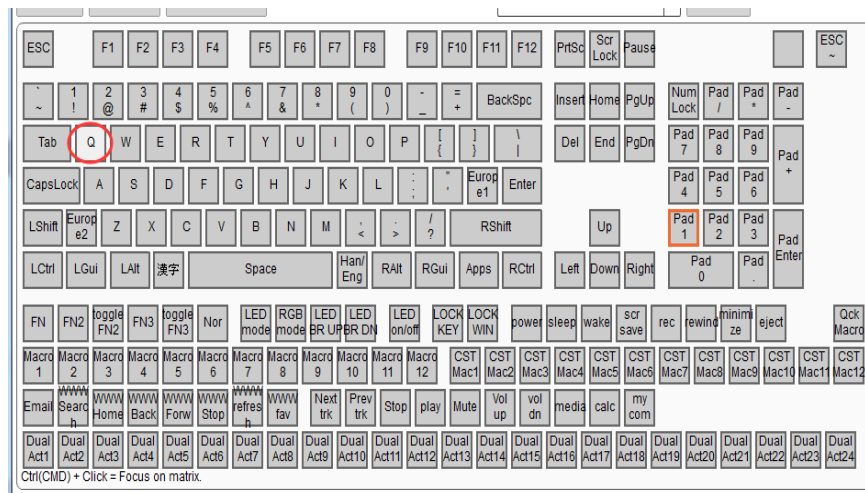 ESC F1 F2 F3 F4 F5 F6 F7 F8 F9 F10 F11 F12 PrtSc Scr Lock Pause ESC ~
` ~ 1 ! 2 @ 3 # 4 $ 5 % 6 ^ 7 & 8 * 9 ( 0 ) - _ = + BackSpc Insert Home PgUp Num Lock Pad / Pad * Pad -
Tab Q W E R T Y U I O P [ { ] } \ | Del End PgDn Pad 7 Pad 8 Pad 9 Pad +
CapsLock A S D F G H J K L : ; " ' Europ e1 Enter Pad 4 Pad 5 Pad 6
LShift Europ e2 Z X C V B N M , < . > / ? RShift Up Pad 1 Pad 2 Pad 3 Pad Enter
LCtrl LGui LAlt 漢字 Space Han/ Eng RAlt RGui Apps RCtrl Left Down Right Pad 0 Pad .
FN FN2 toggle FN2 FN3 toggle FN3 Nor LED mode RGB mode LED BR UP LED BR DN LED on/off LOCK KEY LOCK WIN power sleep wake scr save rec rewind minimi ze eject Qck Macro
Macro 1 Macro 2 Macro 3 Macro 4 Macro 5 Macro 6 Macro 7 Macro 8 Macro 9 Macro 10 Macro 11 Macro 12 CST Mac1 CST Mac2 CST Mac3 CST Mac4 CST Mac5 CST Mac6 CST Mac7 CST Mac8 CST Mac9 CST Mac10 CST Mac11 CST Mac12
Email WWW Searc h WWW Home WWW Back WWW Forw WWW Stop WWW refres h WWW fav Next trk Prev trk Stop play Mute Vol up vol dn media calc my com
Dual Act1 Dual Act2 Dual Act3 Dual Act4 Dual Act5 Dual Act6 Dual Act7 Dual Act8 Dual Act9 Dual Act10 Dual Act11 Dual Act12 Dual Act13 Dual Act14 Dual Act15 Dual Act16 Dual Act17 Dual Act18 Dual Act19 Dual Act20 Dual Act21 Dual Act22 Dual Act23 Dual Act24
Ctrl(CMD) + Click = Focus on matrix.